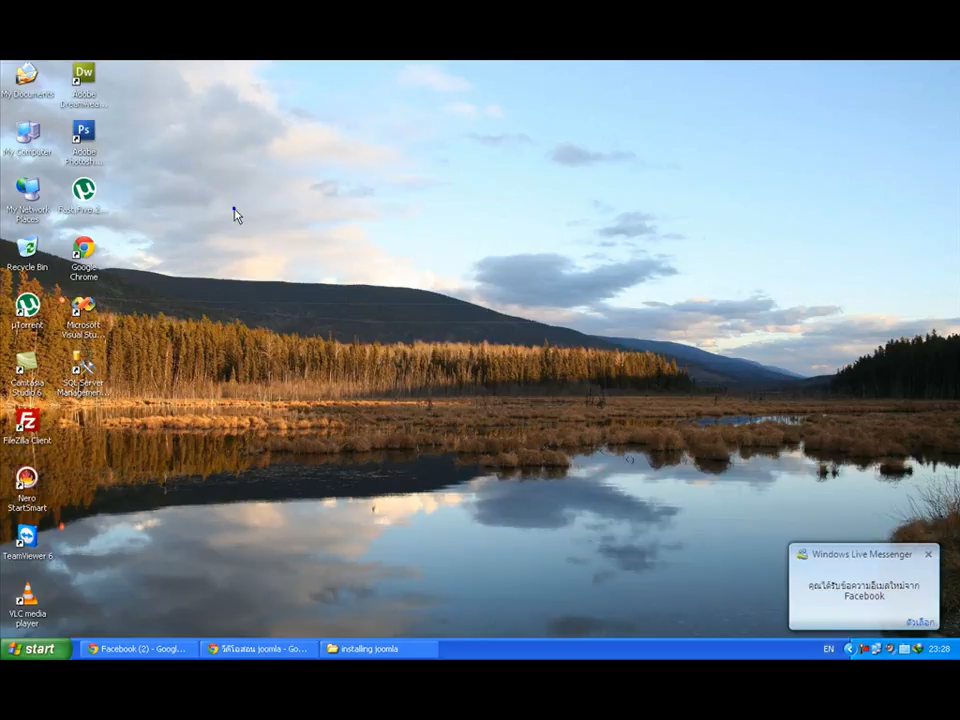 My Documents
Adobe
Dreamwea...
My Computer
Adobe
Photosh...
My Network
Places
Recycle Bin
Google
Chrome
µTorrent
Microsoft
Visual Stu...
Camtasia
Studio 6
SQL Server
Managemen...
FileZilla Client
Nero
StartSmart
TeamViewer 6
VLC media
player
Windows Live Messenger
คุณได้รับข้อความอีเมลใหม่จาก
Facebook
ตัวเลือก
start
Facebook (2) - Googl...
วีดีโอสอน joomla - Go...
installing joomla
EN
23:28